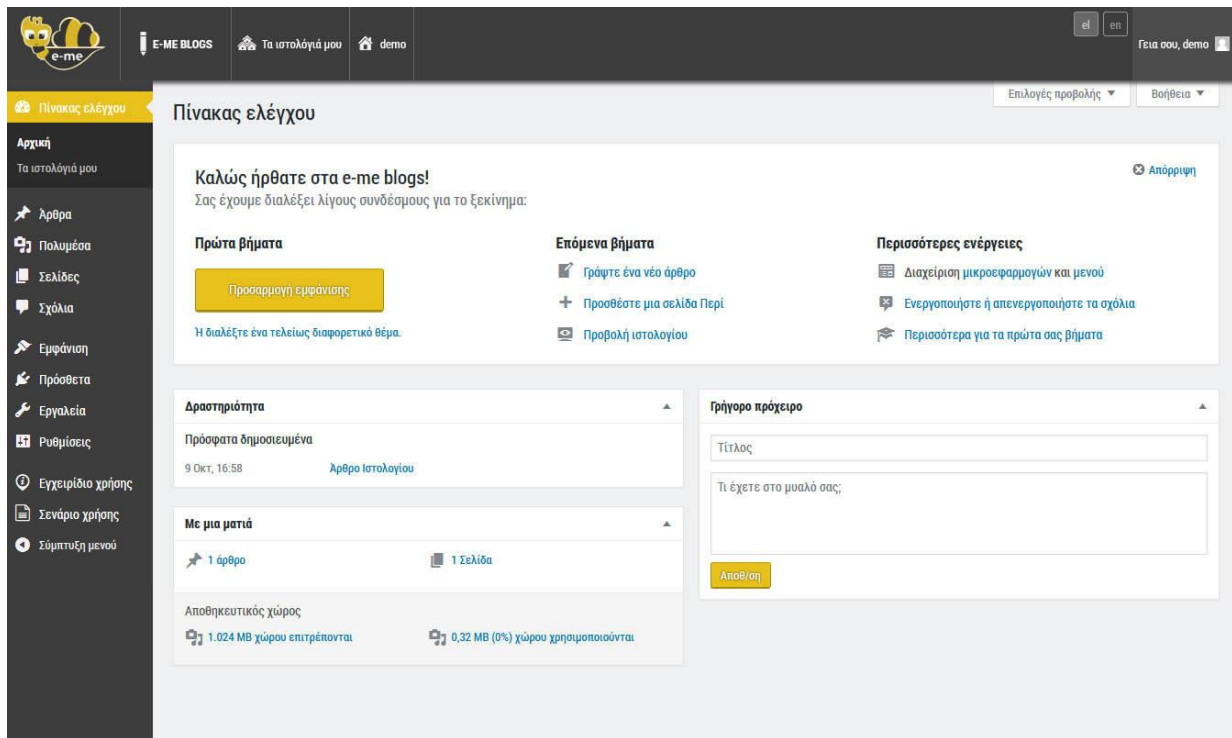 e-me
E-ME BLOGS
Τα ιστολόγιά μου
demo
el
en
Γεια σου, demo
Πίνακας ελέγχου
Αρχική
Τα ιστολόγιά μου
Άρθρα
Πολυμέσα
Σελίδες
Σχόλια
Εμφάνιση
Πρόσθετα
Εργαλεία
Ρυθμίσεις
Εγχειρίδιο χρήσης
Σενάριο χρήσης
Σύμπτυξη μενού
Επιλογές προβολής
Βοήθεια
Πίνακας ελέγχου
Καλώς ήρθατε στα e-me blogs!
Απόρριψη
Σας έχουμε διαλέξει λίγους συνδέσμους για το ξεκίνημα:
Πρώτα βήματα
Προσαρμογή εμφάνισης
Ή διαλέξτε ένα τελείως διαφορετικό θέμα.
Επόμενα βήματα
Γράψτε ένα νέο άρθρο
Προσθέστε μια σελίδα Περί
Προβολή ιστολογίου
Περισσότερες ενέργειες
Διαχείριση μικροεφαρμογών και μενού
Ενεργοποιήστε ή απενεργοποιήστε τα σχόλια
Περισσότερα για τα πρώτα σας βήματα
Δραστηριότητα
Πρόσφατα δημοσιευμένα
9 Οκτ, 16:58 Άρθρο Ιστολογίου
Με μια ματιά
1 άρθρο
1 Σελίδα
Αποθηκευτικός χώρος
1.024 MB χώρου επιτρέπονται
0,32 MB (0%) χώρου χρησιμοποιούνται
Γρήγορο πρόχειρο
Τίτλος
Τι έχετε στο μυαλό σας;
Αποθ/ση